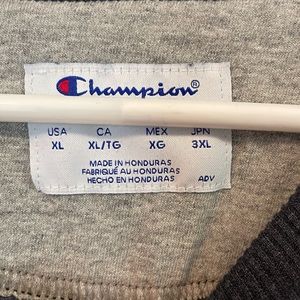 Champion®
USA CA MEX JPN
XL XL/TG XG 3XL
MADE IN HONDURAS
FABRIQUÉ AU HONDURAS
HECHO EN HONDURAS ADV